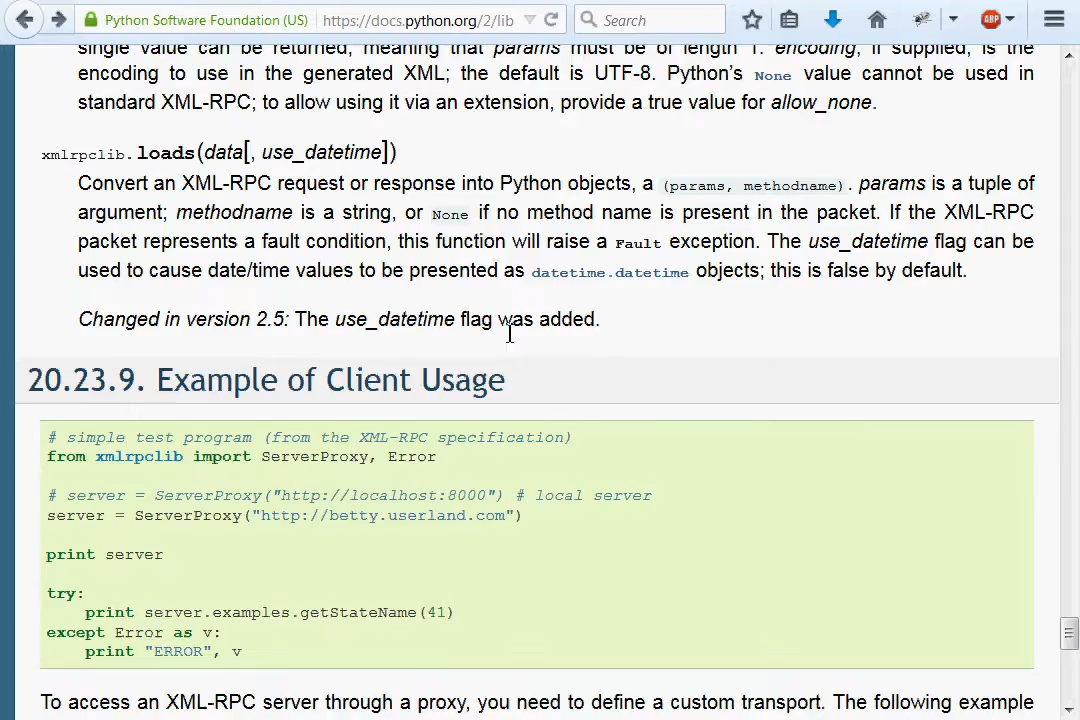 Python Software Foundation (US) https://docs.python.org/2/lib Search ABP
single value can be returned, meaning that params must be of length 1. encoding, if supplied, is the
encoding to use in the generated XML; the default is UTF-8. Python's None value cannot be used in
standard XML-RPC; to allow using it via an extension, provide a true value for allow_none.
xmlrpclib.loads(data[, use_datetime])
Convert an XML-RPC request or response into Python objects, a (params, methodname). params is a tuple of
argument; methodname is a string, or None if no method name is present in the packet. If the XML-RPC
packet represents a fault condition, this function will raise a Fault exception. The use_datetime flag can be
used to cause date/time values to be presented as datetime.datetime objects; this is false by default.
Changed in version 2.5: The use_datetime flag was added.
20.23.9. Example of Client Usage
# simple test program (from the XML-RPC specification)
from xmlrpclib import ServerProxy, Error
# server = ServerProxy("http://localhost:8000") # local server
server = ServerProxy("http://betty.userland.com")
print server
try:
    print server.examples.getStateName(41)
except Error as v:
    print "ERROR", v
To access an XML-RPC server through a proxy, you need to define a custom transport. The following example